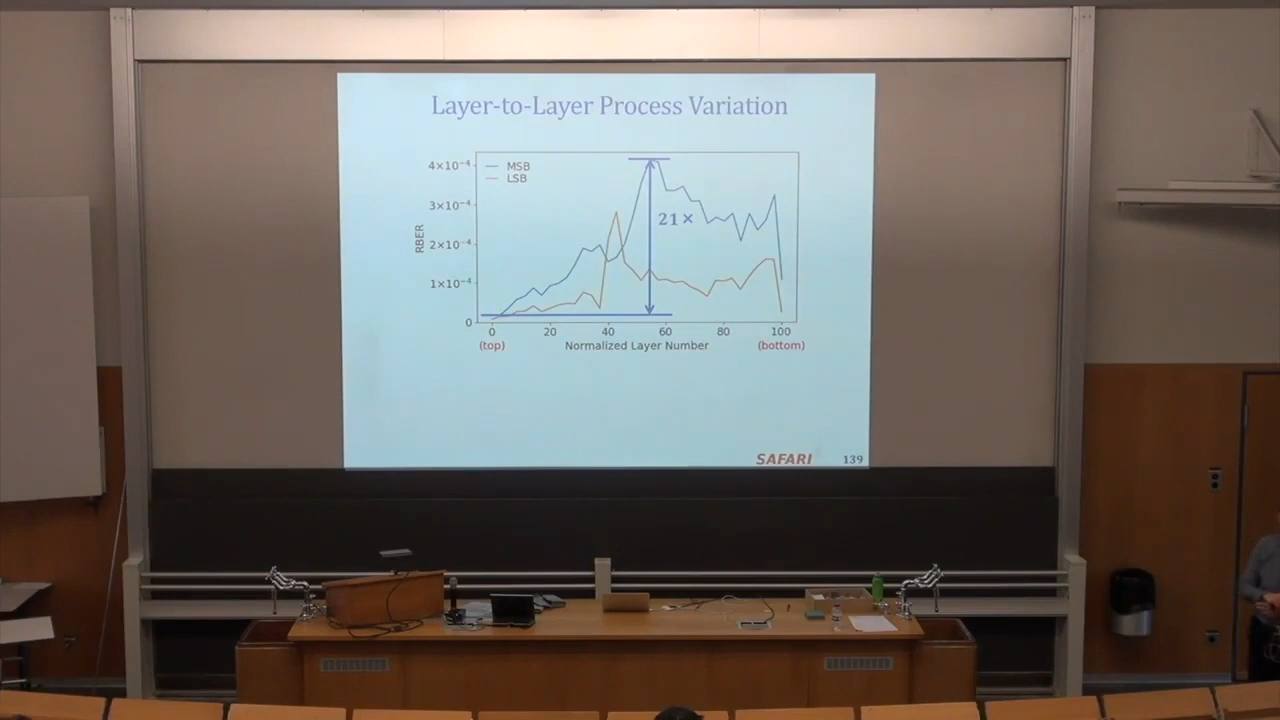 Layer-to-Layer Process Variation
4×10⁻⁴
3×10⁻⁴
2×10⁻⁴
1×10⁻⁴
0
RBER
MSB
LSB
21×
0 20 40 60 80 100
(top) Normalized Layer Number (bottom)
SAFARI 139